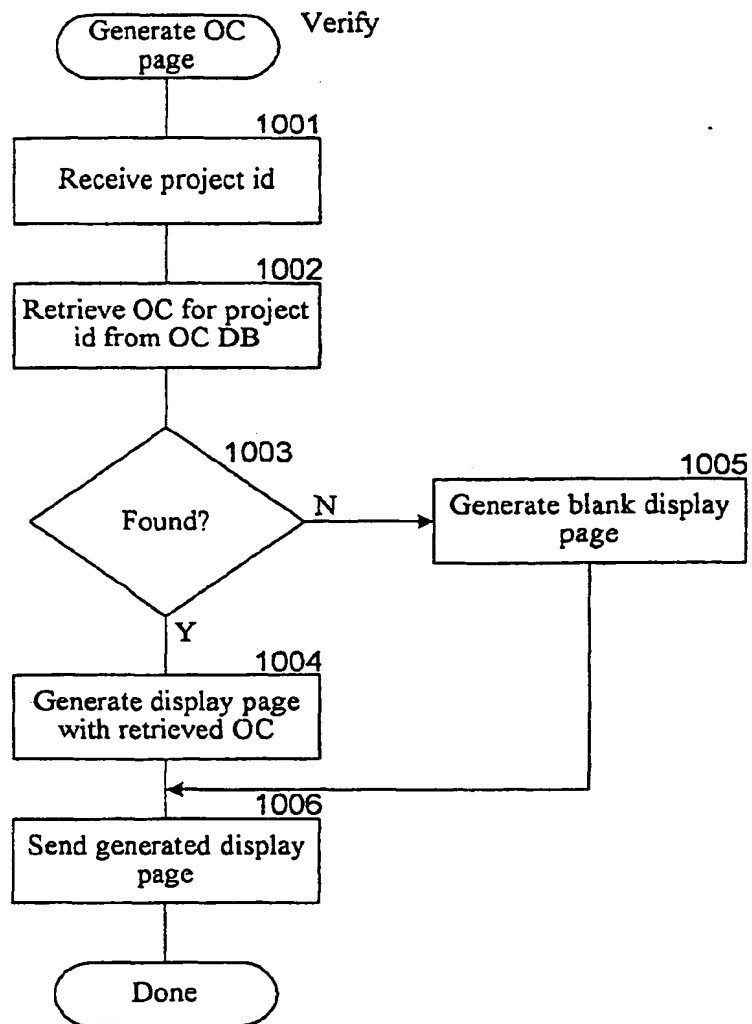 Generate OC
page
Verify
1001
Receive project id
1002
Retrieve OC for project
id from OC DB
1003
Found?
N
1005
Generate blank display
page
Y
1004
Generate display page
with retrieved OC
1006
Send generated display
page
Done